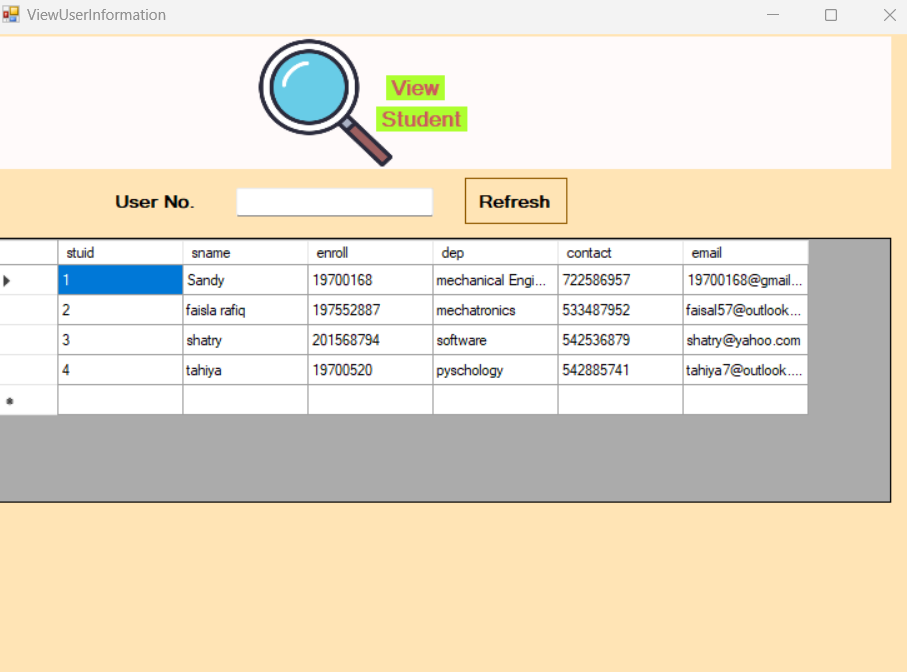 ViewUserInformation
View
Student
User No.
Refresh
stuid sname enroll dep contact email
1 Sandy 19700168 mechanical Engi... 722586957 19700168@gmail...
2 faisla rafiq 197552887 mechatronics 533487952 faisal57@outlook...
3 shatry 201568794 software 542536879 shatry@yahoo.com
4 tahiya 19700520 pyschology 542885741 tahiya7@outlook....